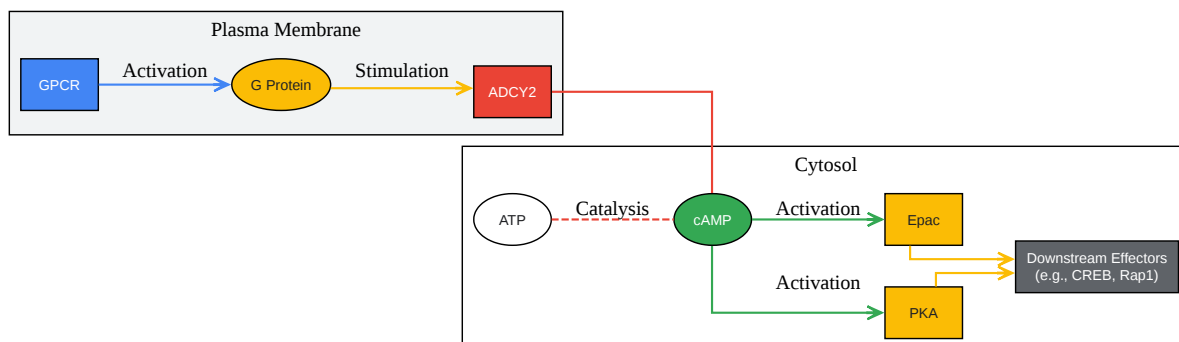 Plasma Membrane
GPCR
Activation
G Protein
Stimulation
ADCY2
Cytosol
ATP
Catalysis
cAMP
Activation
Epac
Activation
PKA
Downstream Effectors
(e.g., CREB, Rap1)